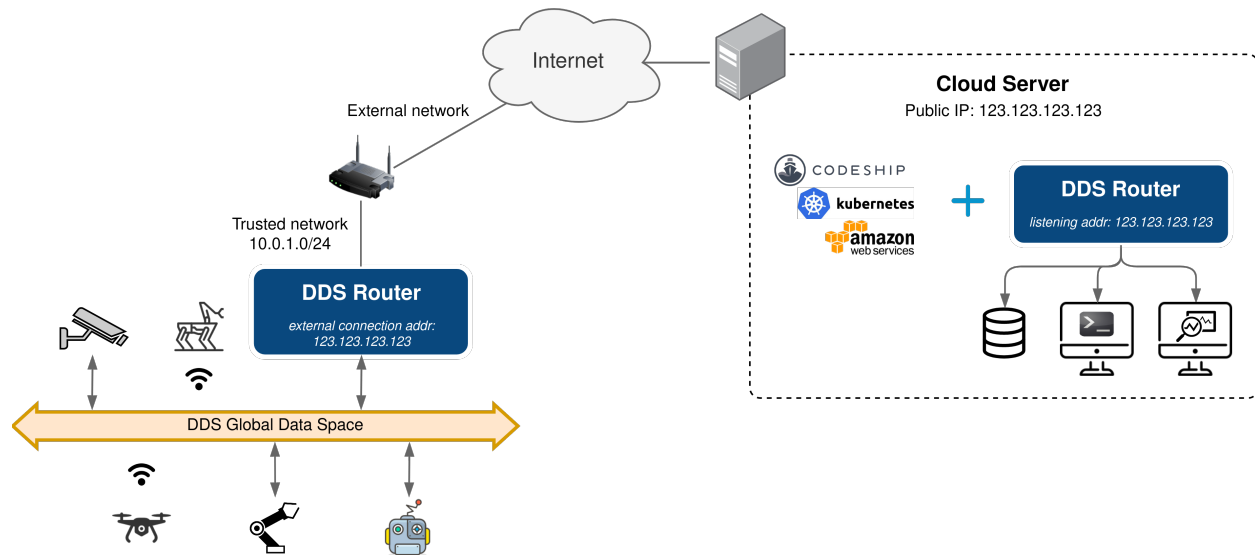 Internet
External network
Trusted network
10.0.1.0/24
DDS Router
external connection addr:
123.123.123.123
DDS Global Data Space
Cloud Server
Public IP: 123.123.123.123
CODESHIP
kubernetes
amazon
web services
DDS Router
listening addr: 123.123.123.123